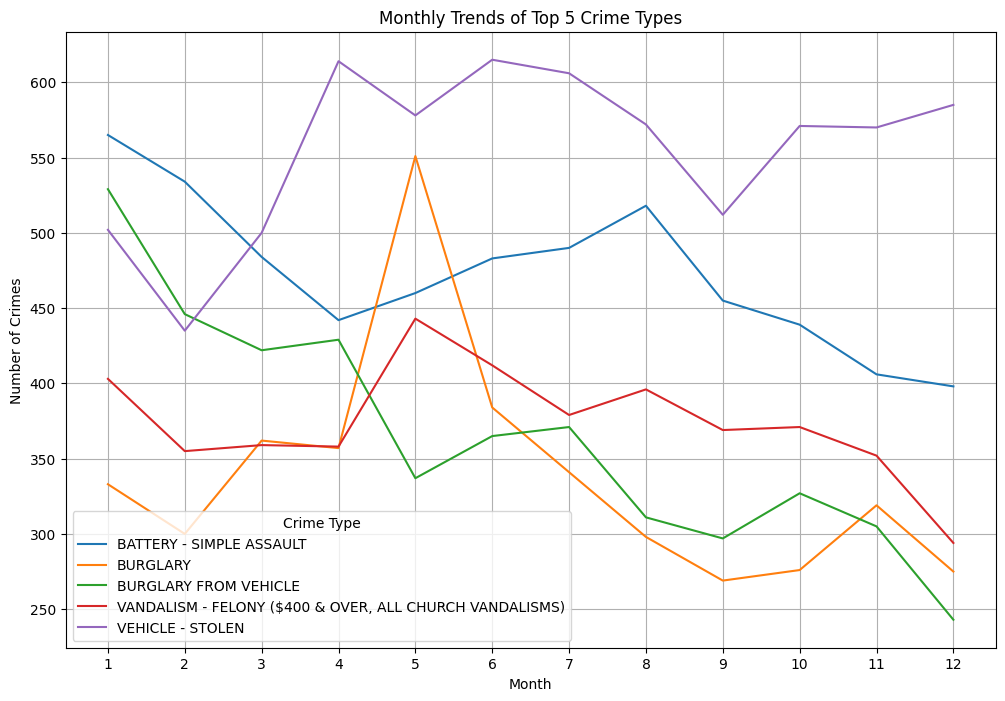 Monthly Trends of Top 5 Crime Types
Number of Crimes
600
550
500
450
400
350
300
250
Crime Type
BATTERY - SIMPLE ASSAULT
BURGLARY
BURGLARY FROM VEHICLE
VANDALISM - FELONY ($400 & OVER, ALL CHURCH VANDALISMS)
VEHICLE - STOLEN
1 2 3 4 5 6 7 8 9 10 11 12
Month